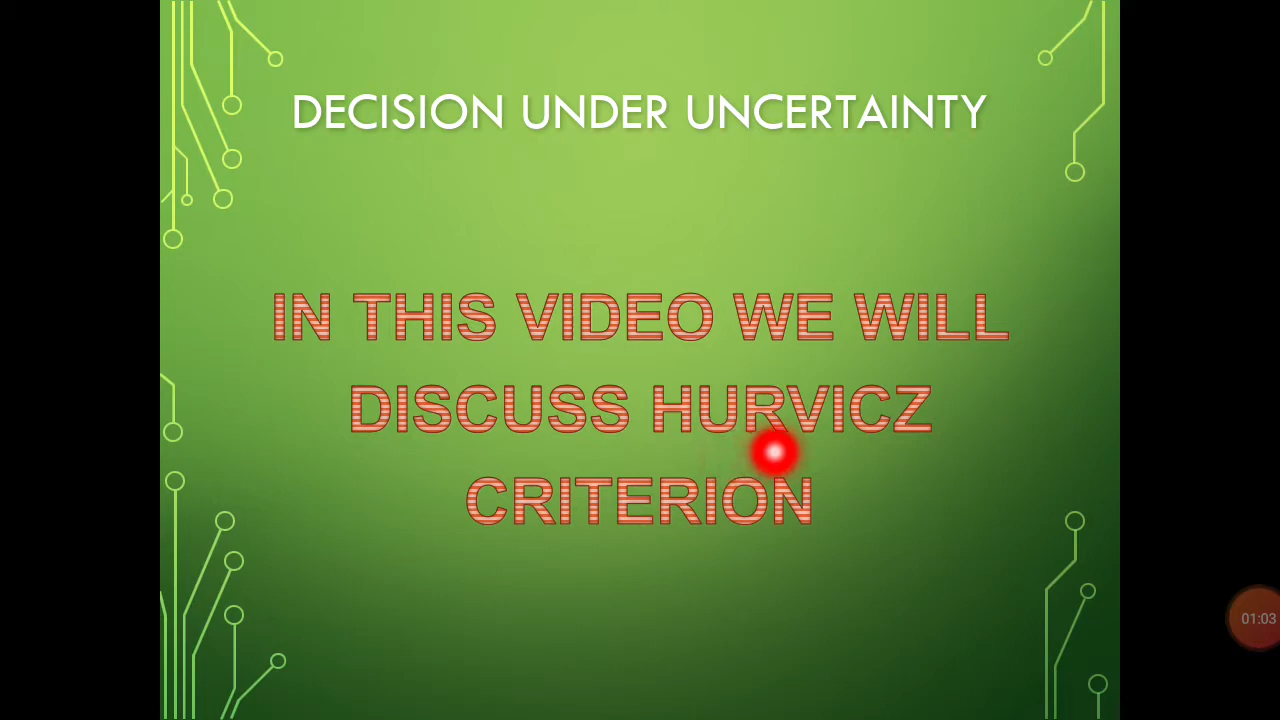 DECISION UNDER UNCERTAINTY
IN THIS VIDEO WE WILL
DISCUSS HURVICZ
CRITERION
01:03